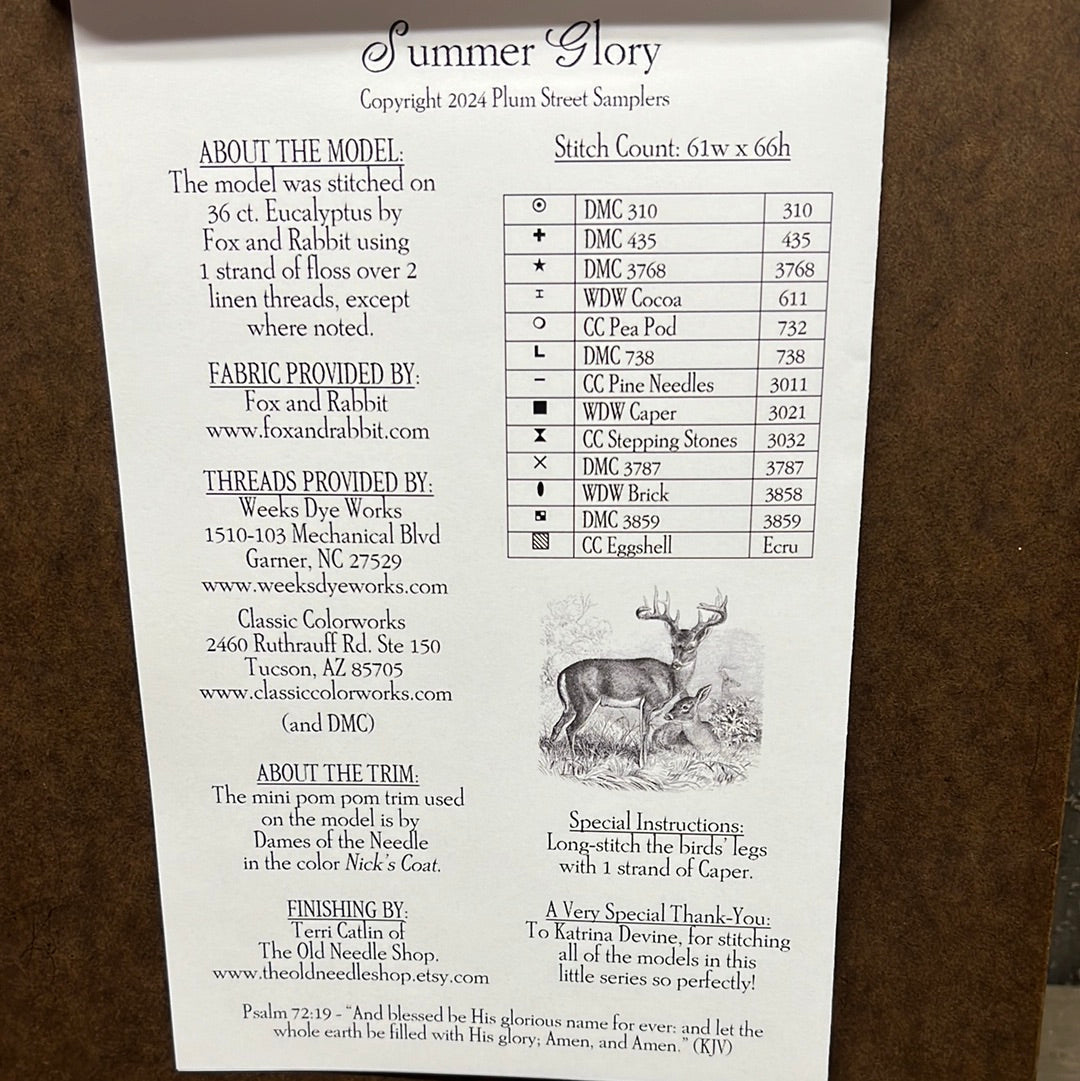 Summer Glory
Copyright 2024 Plum Street Samplers
ABOUT THE MODEL:
The model was stitched on
36 ct. Eucalyptus by
Fox and Rabbit using
1 strand of floss over 2
linen threads, except
where noted.
FABRIC PROVIDED BY:
Fox and Rabbit
www.foxandrabbit.com
THREADS PROVIDED BY:
Weeks Dye Works
1510-103 Mechanical Blvd
Garner, NC 27529
www.weeksdyeworks.com
Classic Colorworks
2460 Ruthrauff Rd. Ste 150
Tucson, AZ 85705
www.classiccolorworks.com
(and DMC)
ABOUT THE TRIM:
The mini pom pom trim used
on the model is by
Dames of the Needle
in the color Nick's Coat.
FINISHING BY:
Terri Catlin of
The Old Needle Shop.
www.theoldneedleshop.etsy.com
Stitch Count: 61w x 66h
DMC 310 310
DMC 435 435
DMC 3768 3768
WDW Cocoa 611
CC Pea Pod 732
DMC 738 738
CC Pine Needles 3011
WDW Caper 3021
CC Stepping Stones 3032
DMC 3787 3787
WDW Brick 3858
DMC 3859 3859
CC Eggshell Ecru
Special Instructions:
Long-stitch the birds' legs
with 1 strand of Caper.
A Very Special Thank-You:
To Katrina Devine, for stitching
all of the models in this
little series so perfectly!
Psalm 72:19 - "And blessed be His glorious name for ever: and let the
whole earth be filled with His glory; Amen, and Amen." (KJV)